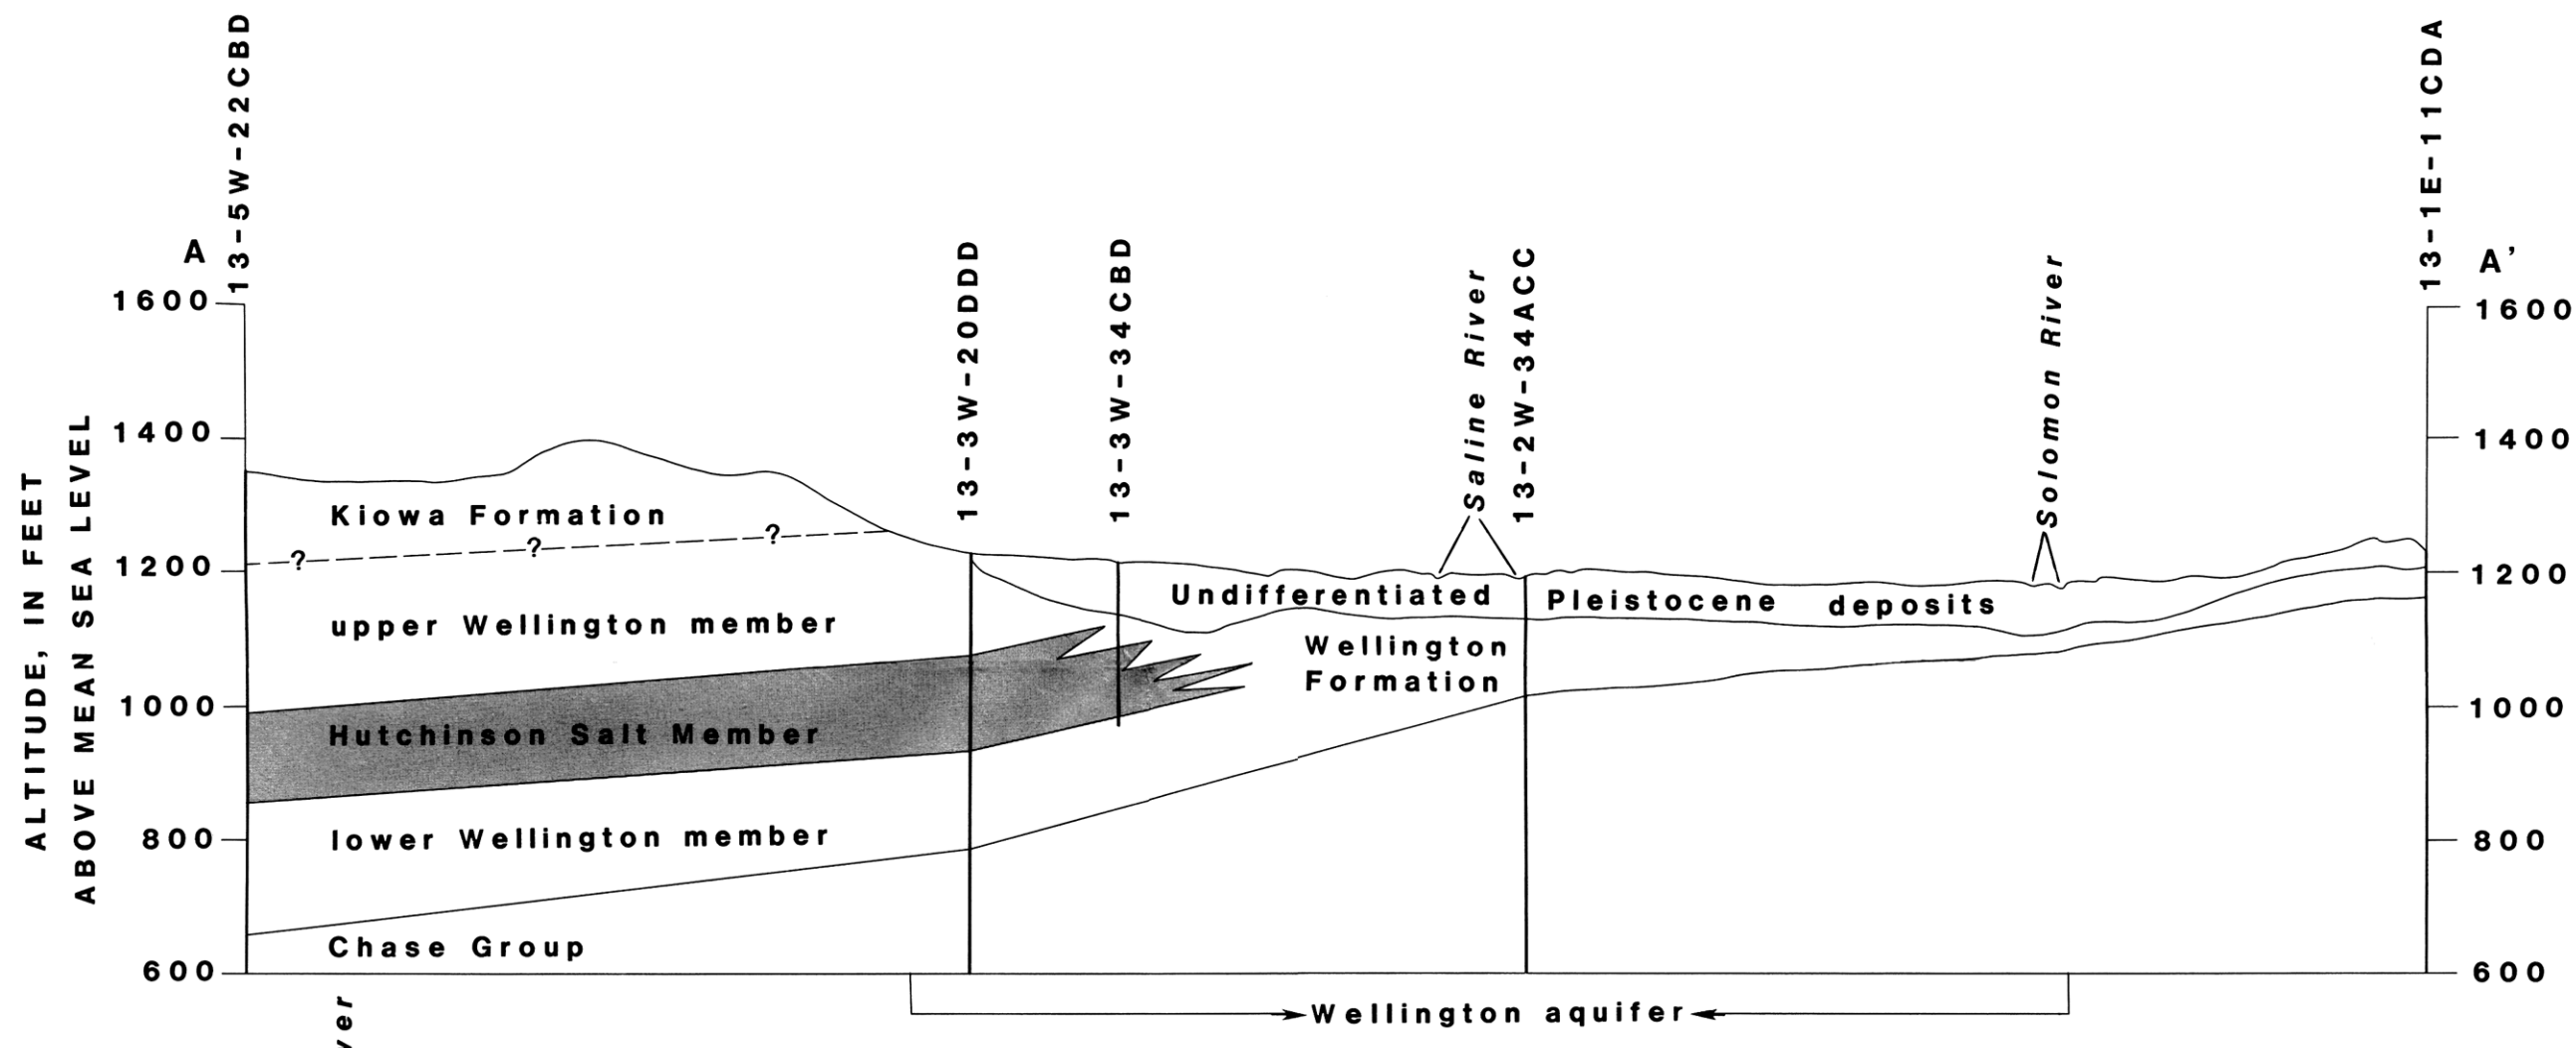 13-5W-22CBD
13-3W-20DDD
13-3W-34CBD
Saline River
13-2W-34ACC
Solomon River
13-1E-11CDA
A
A'
ALTITUDE, IN FEET
ABOVE MEAN SEA LEVEL
1600
1400
1200
1000
800
600
1600
1400
1200
1000
800
600
Kiowa Formation
? ? ?
upper Wellington member
Hutchinson Salt Member
lower Wellington member
Chase Group
Undifferentiated Pleistocene deposits
Wellington
Formation
Wellington aquifer
ver